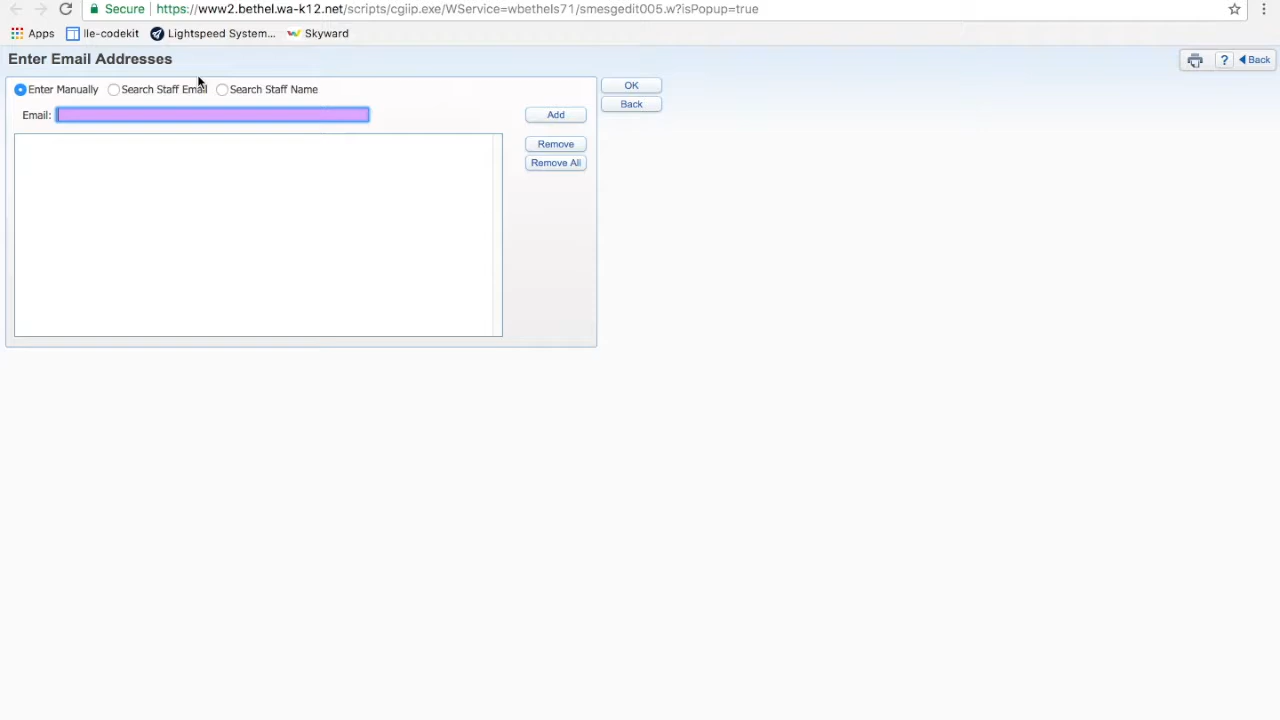 Secure https://www2.bethel.wa-k12.net/scripts/cgiip.exe/WService=wbethels71/smesgedit005.w?isPopup=true
Apps lle-codekit Lightspeed System... Skyward
Enter Email Addresses
? Back
Enter Manually Search Staff Email Search Staff Name
OK
Back
Email:
Add
Remove
Remove All